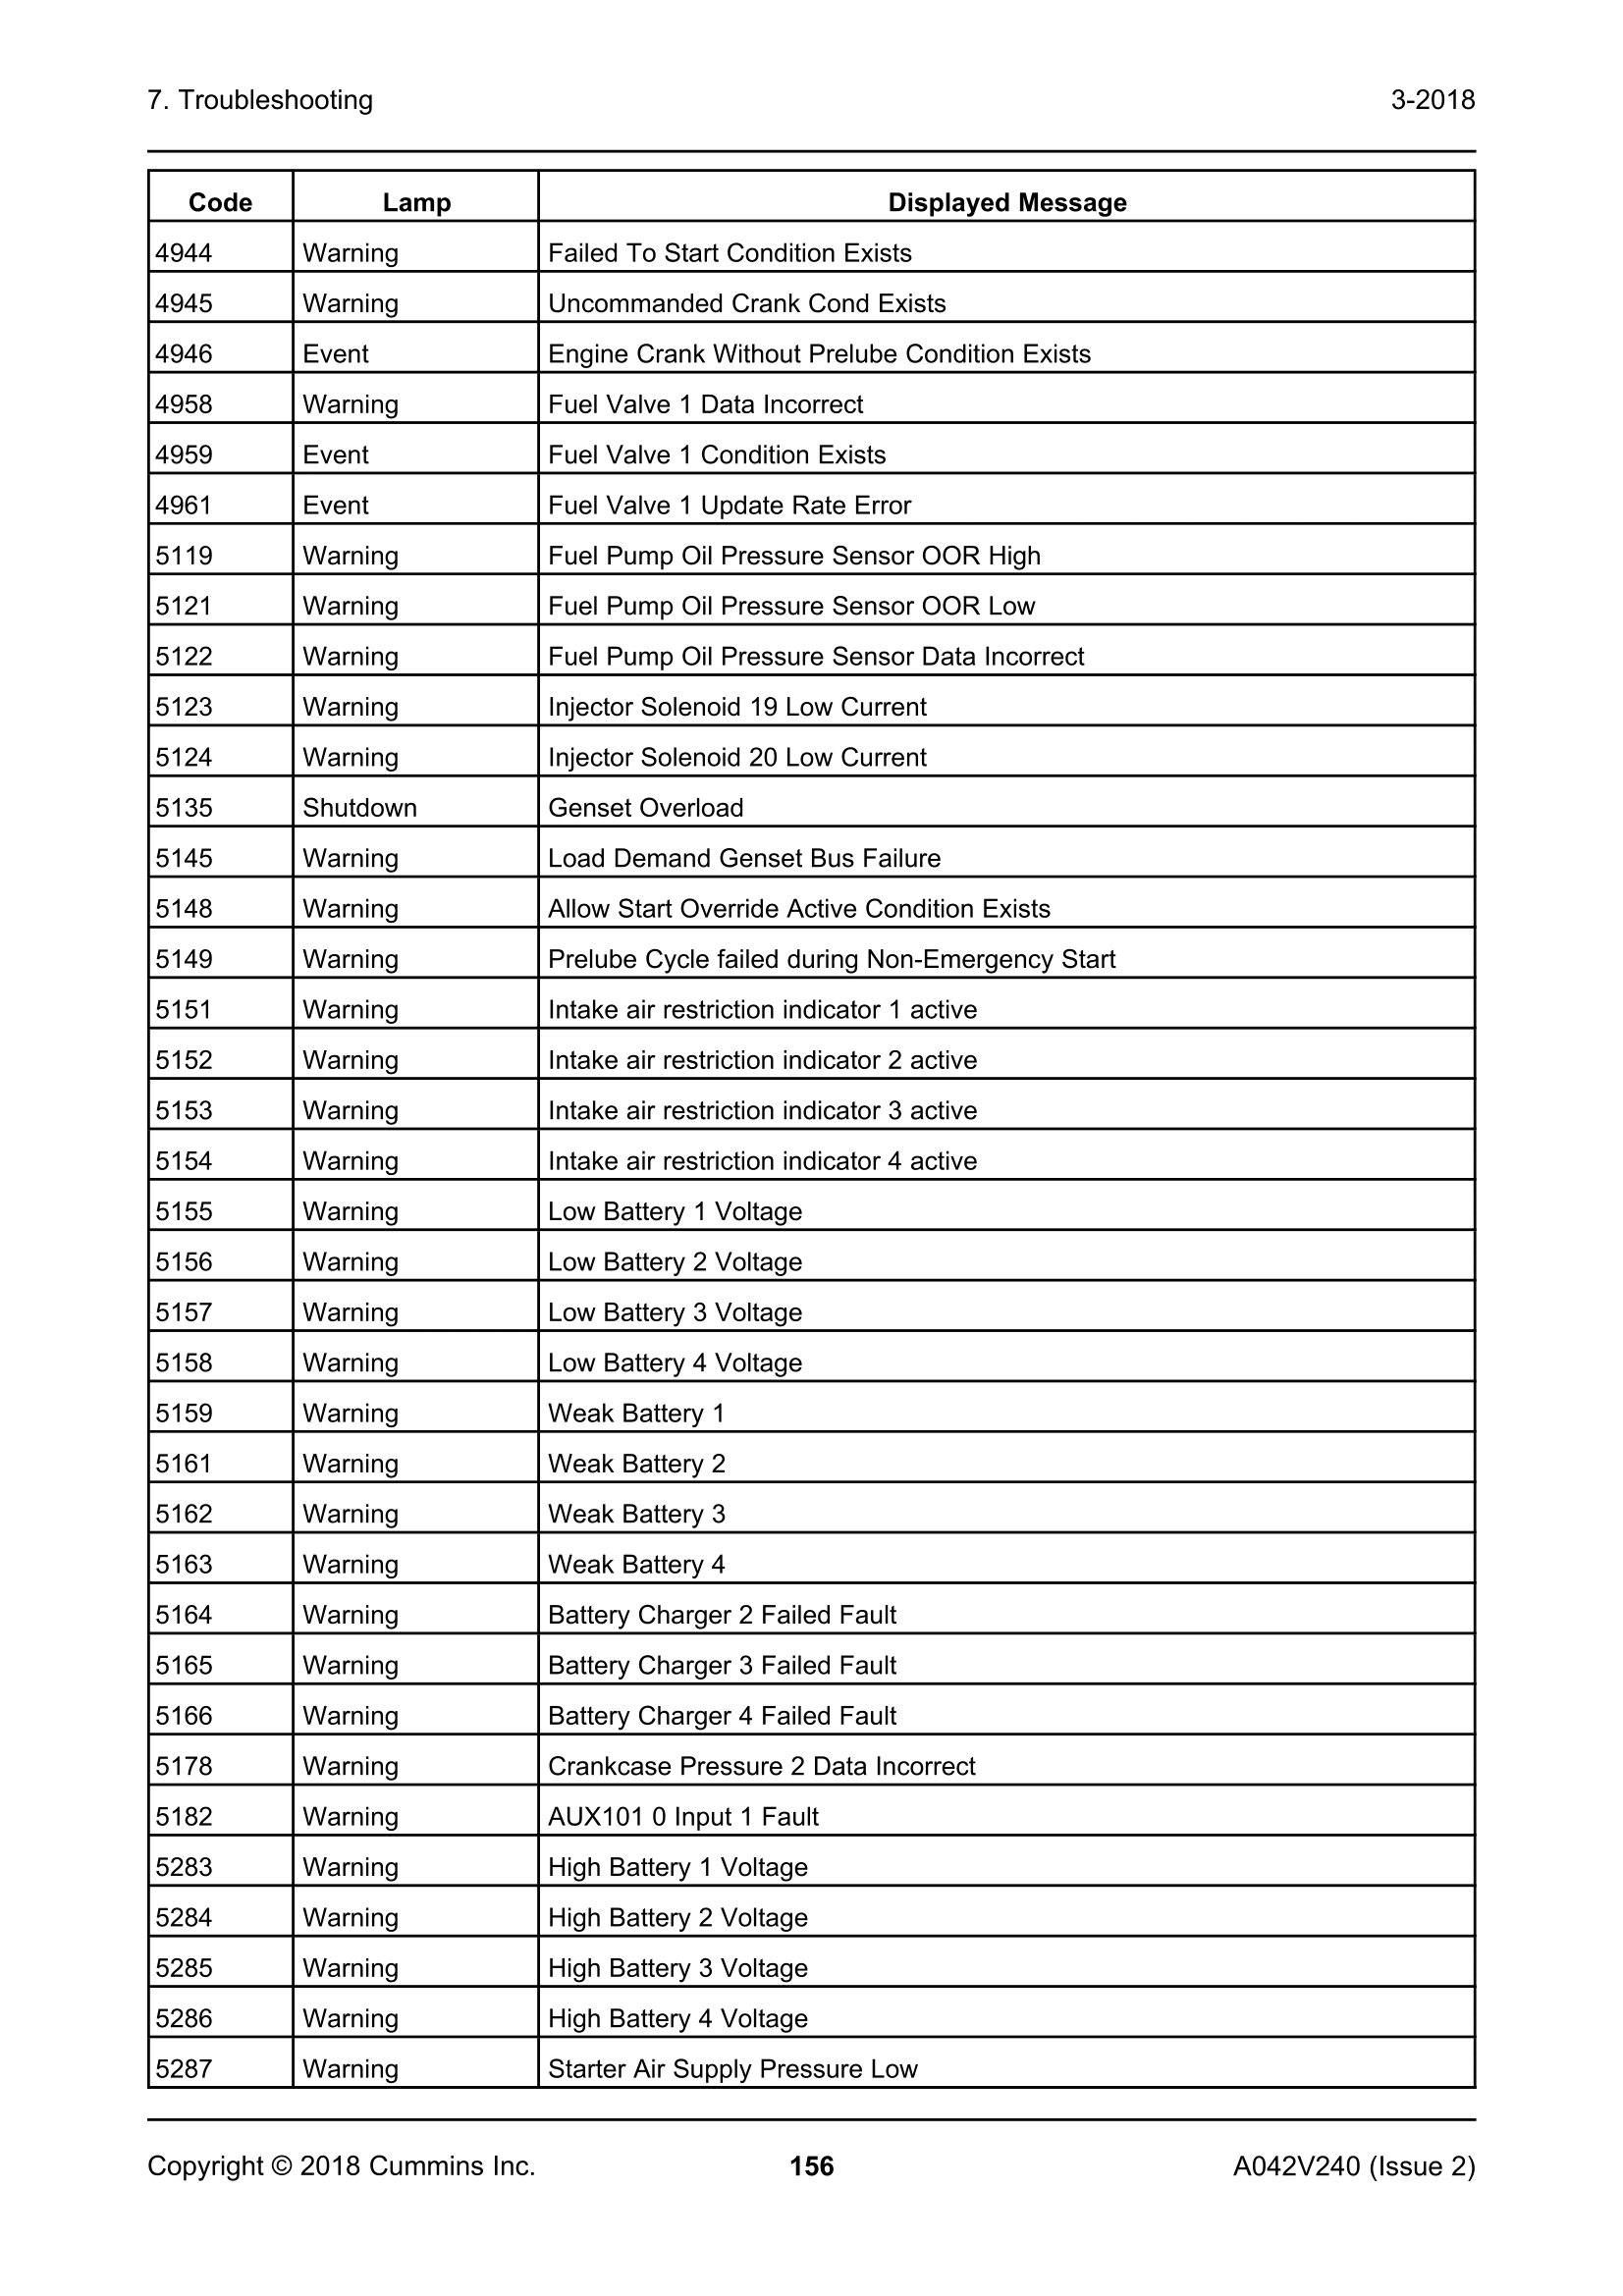 7. Troubleshooting 3-2018
Code Lamp Displayed Message
4944 Warning Failed To Start Condition Exists
4945 Warning Uncommanded Crank Cond Exists
4946 Event Engine Crank Without Prelube Condition Exists
4958 Warning Fuel Valve 1 Data Incorrect
4959 Event Fuel Valve 1 Condition Exists
4961 Event Fuel Valve 1 Update Rate Error
5119 Warning Fuel Pump Oil Pressure Sensor OOR High
5121 Warning Fuel Pump Oil Pressure Sensor OOR Low
5122 Warning Fuel Pump Oil Pressure Sensor Data Incorrect
5123 Warning Injector Solenoid 19 Low Current
5124 Warning Injector Solenoid 20 Low Current
5135 Shutdown Genset Overload
5145 Warning Load Demand Genset Bus Failure
5148 Warning Allow Start Override Active Condition Exists
5149 Warning Prelube Cycle failed during Non-Emergency Start
5151 Warning Intake air restriction indicator 1 active
5152 Warning Intake air restriction indicator 2 active
5153 Warning Intake air restriction indicator 3 active
5154 Warning Intake air restriction indicator 4 active
5155 Warning Low Battery 1 Voltage
5156 Warning Low Battery 2 Voltage
5157 Warning Low Battery 3 Voltage
5158 Warning Low Battery 4 Voltage
5159 Warning Weak Battery 1
5161 Warning Weak Battery 2
5162 Warning Weak Battery 3
5163 Warning Weak Battery 4
5164 Warning Battery Charger 2 Failed Fault
5165 Warning Battery Charger 3 Failed Fault
5166 Warning Battery Charger 4 Failed Fault
5178 Warning Crankcase Pressure 2 Data Incorrect
5182 Warning AUX101 0 Input 1 Fault
5283 Warning High Battery 1 Voltage
5284 Warning High Battery 2 Voltage
5285 Warning High Battery 3 Voltage
5286 Warning High Battery 4 Voltage
5287 Warning Starter Air Supply Pressure Low
Copyright © 2018 Cummins Inc. 156 A042V240 (Issue 2)